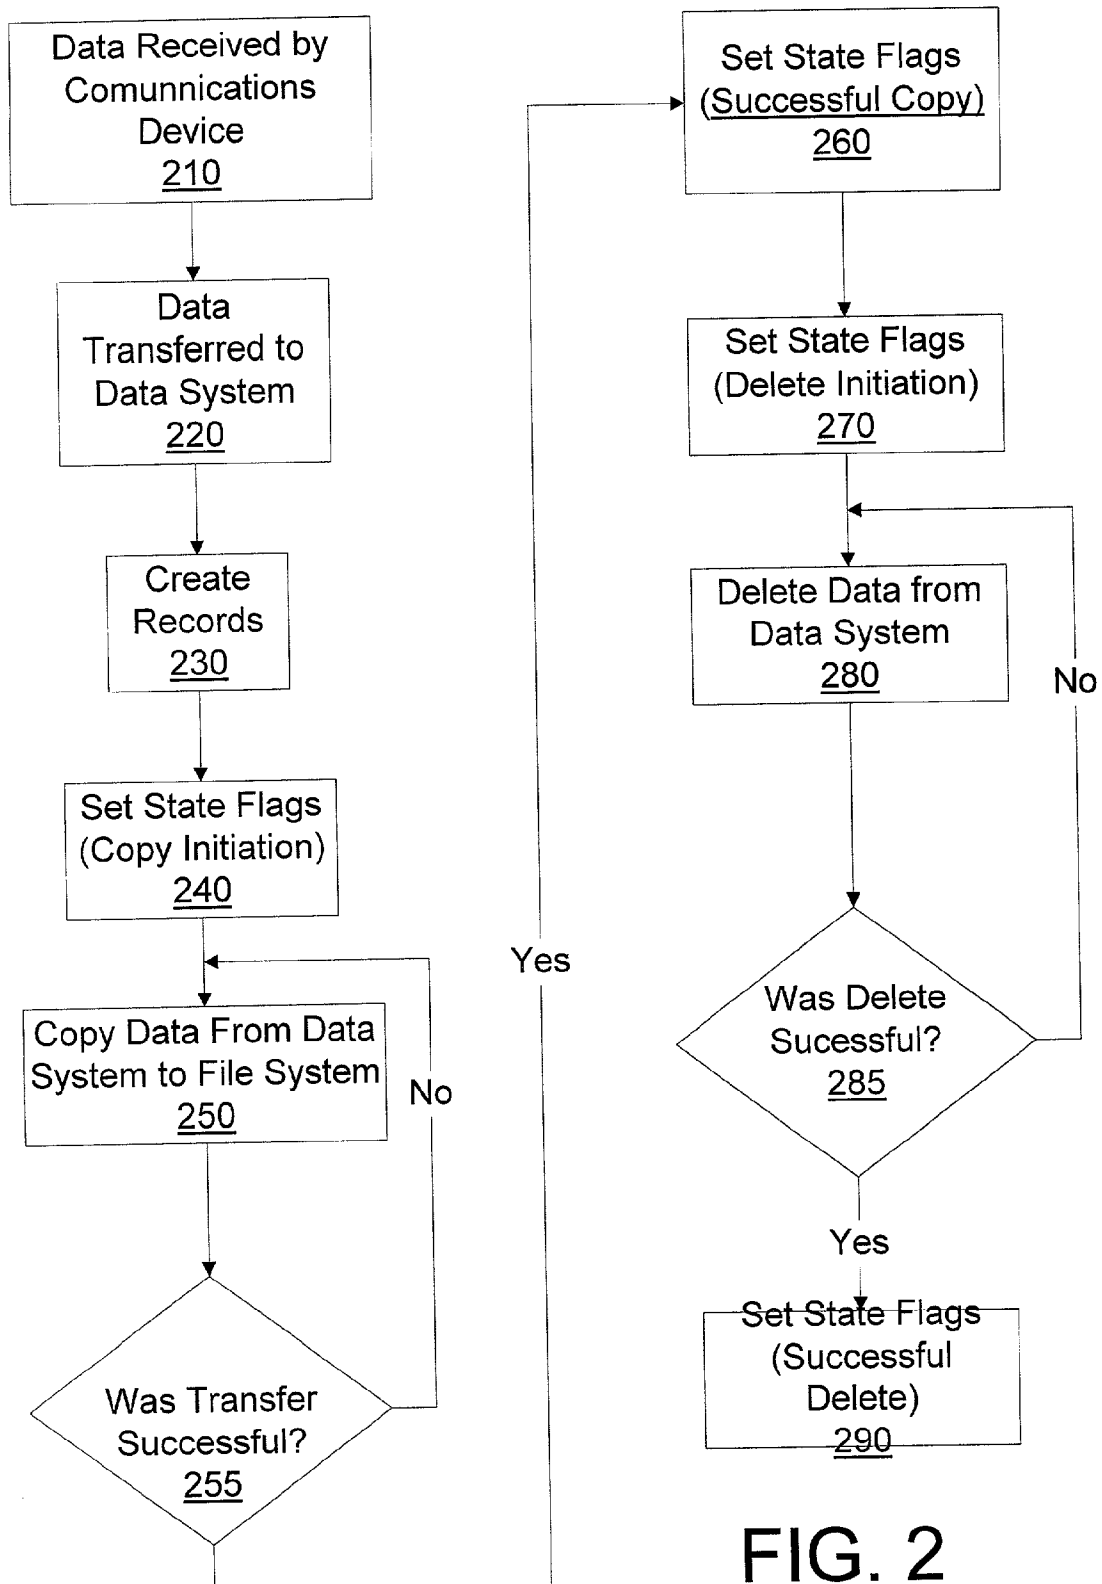 Data Received by
Comunnications
Device
210
Data
Transferred to
Data System
220
Create
Records
230
Set State Flags
(Copy Initiation)
240
Copy Data From Data
System to File System
250
No
Was Transfer
Successful?
255
Yes
Set State Flags
(Successful Copy)
260
Set State Flags
(Delete Initiation)
270
Delete Data from
Data System
280
No
Was Delete
Sucessful?
285
Yes
Set State Flags
(Successful
Delete)
290
FIG. 2